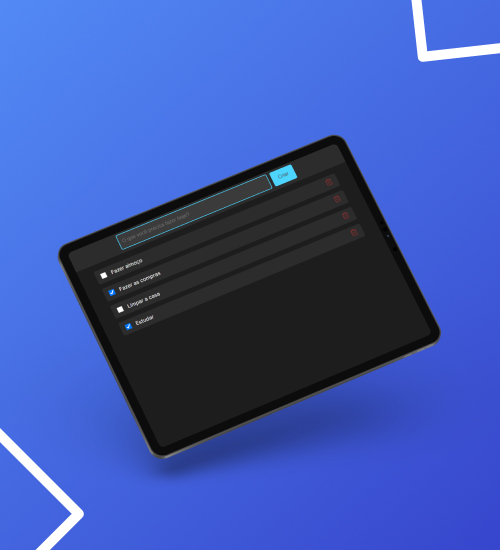 O que você precisa fazer hoje?
Criar
Fazer almoço
Fazer as compras
Limpar a casa
Estudar